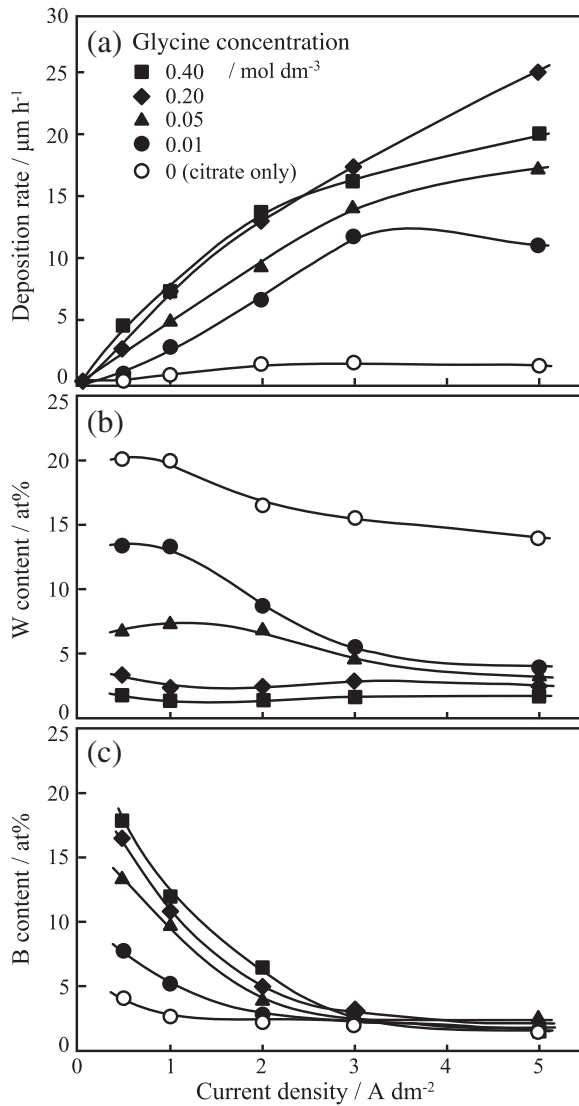 (a) Glycine concentration
0.40 / mol dm-3
0.20
0.05
0.01
0 (citrate only)
Deposition rate / μm h-1
30
25
20
15
10
5
0
(b)
W content / at%
25
20
15
10
5
0
(c)
B content / at%
20
15
10
5
0
0 1 2 3 4 5
Current density / A dm-2